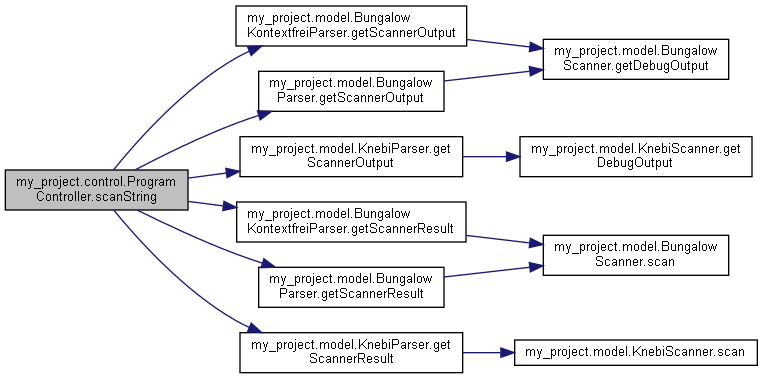 my_project.model.Bungalow
KontextfreiParser.getScannerOutput
my_project.model.Bungalow
Scanner.getDebugOutput
my_project.model.Bungalow
Parser.getScannerOutput
my_project.model.KnebiParser.get
ScannerOutput
my_project.model.KnebiScanner.get
DebugOutput
my_project.control.Program
Controller.scanString
my_project.model.Bungalow
KontextfreiParser.getScannerResult
my_project.model.Bungalow
Scanner.scan
my_project.model.Bungalow
Parser.getScannerResult
my_project.model.KnebiParser.get
ScannerResult
my_project.model.KnebiScanner.scan